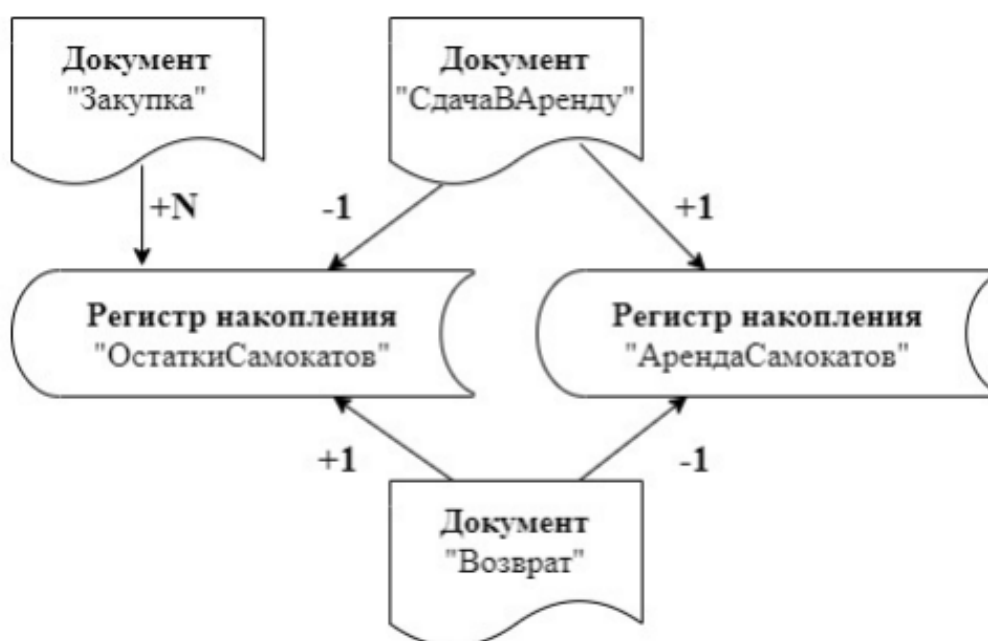 Документ
"Закупка"
Документ
"СдачаВАренду"
+N
-1
+1
Регистр накопления
"ОстаткиСамокатов"
Регистр накопления
"АрендаСамокатов"
+1
-1
Документ
"Возврат"